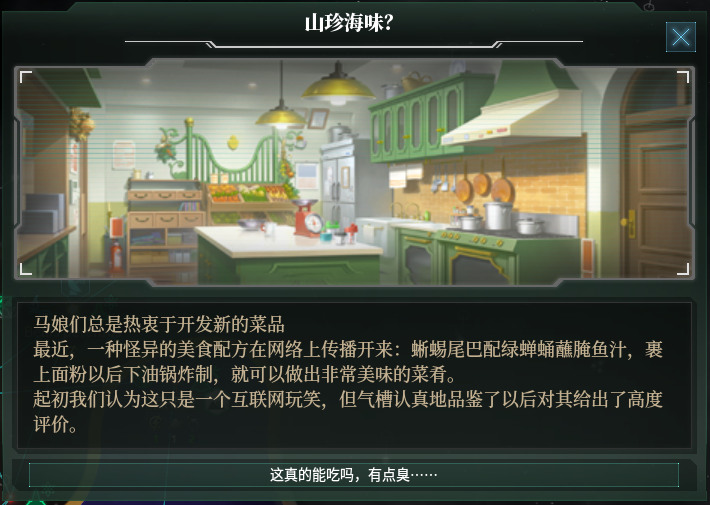 山珍海味？
马娘们总是热衷于开发新的菜品
最近，一种怪异的美食配方在网络上传播开来：蜥蜴尾巴配绿蝉蛹蘸腌鱼汁，裹
上面粉以后下油锅炸制，就可以做出非常美味的菜肴。
起初我们认为这只是一个互联网玩笑，但气槽认真地品鉴了以后对其给出了高度
评价。
这真的能吃吗，有点臭……